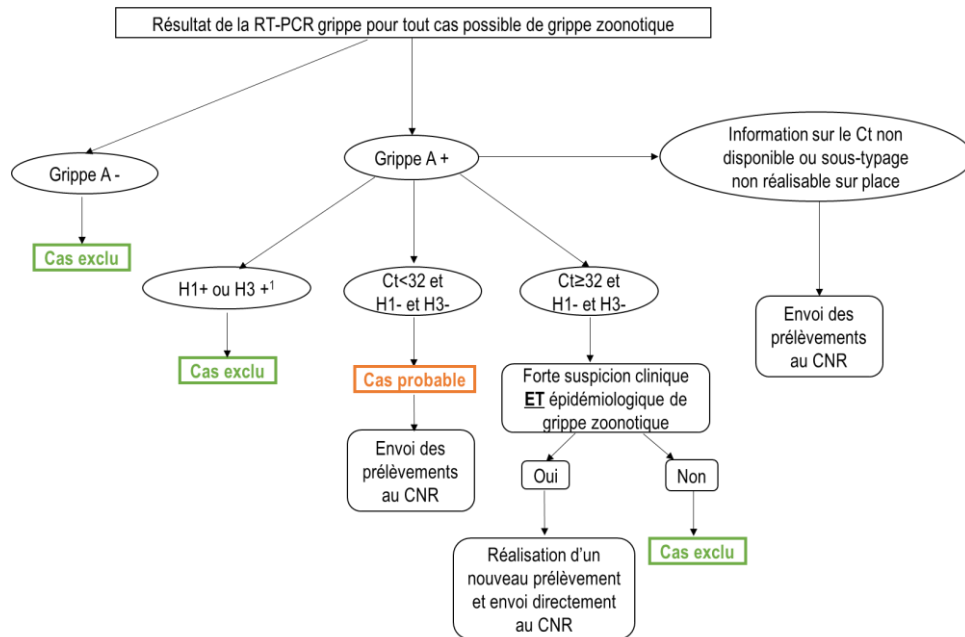 Résultat de la RT-PCR grippe pour tout cas possible de grippe zoonotique
Grippe A -
Cas exclu
Grippe A +
Information sur le Ct non
disponible ou sous-typage
non réalisable sur place
Envoi des
prélèvements
au CNR
H1+ ou H3 +¹
Cas exclu
Ct<32 et
H1- et H3-
Cas probable
Envoi des
prélèvements
au CNR
Ct≥32 et
H1- et H3-
Forte suspicion clinique
ET épidémiologique de
grippe zoonotique
Oui
Réalisation d'un
nouveau prélèvement
et envoi directement
au CNR
Non
Cas exclu